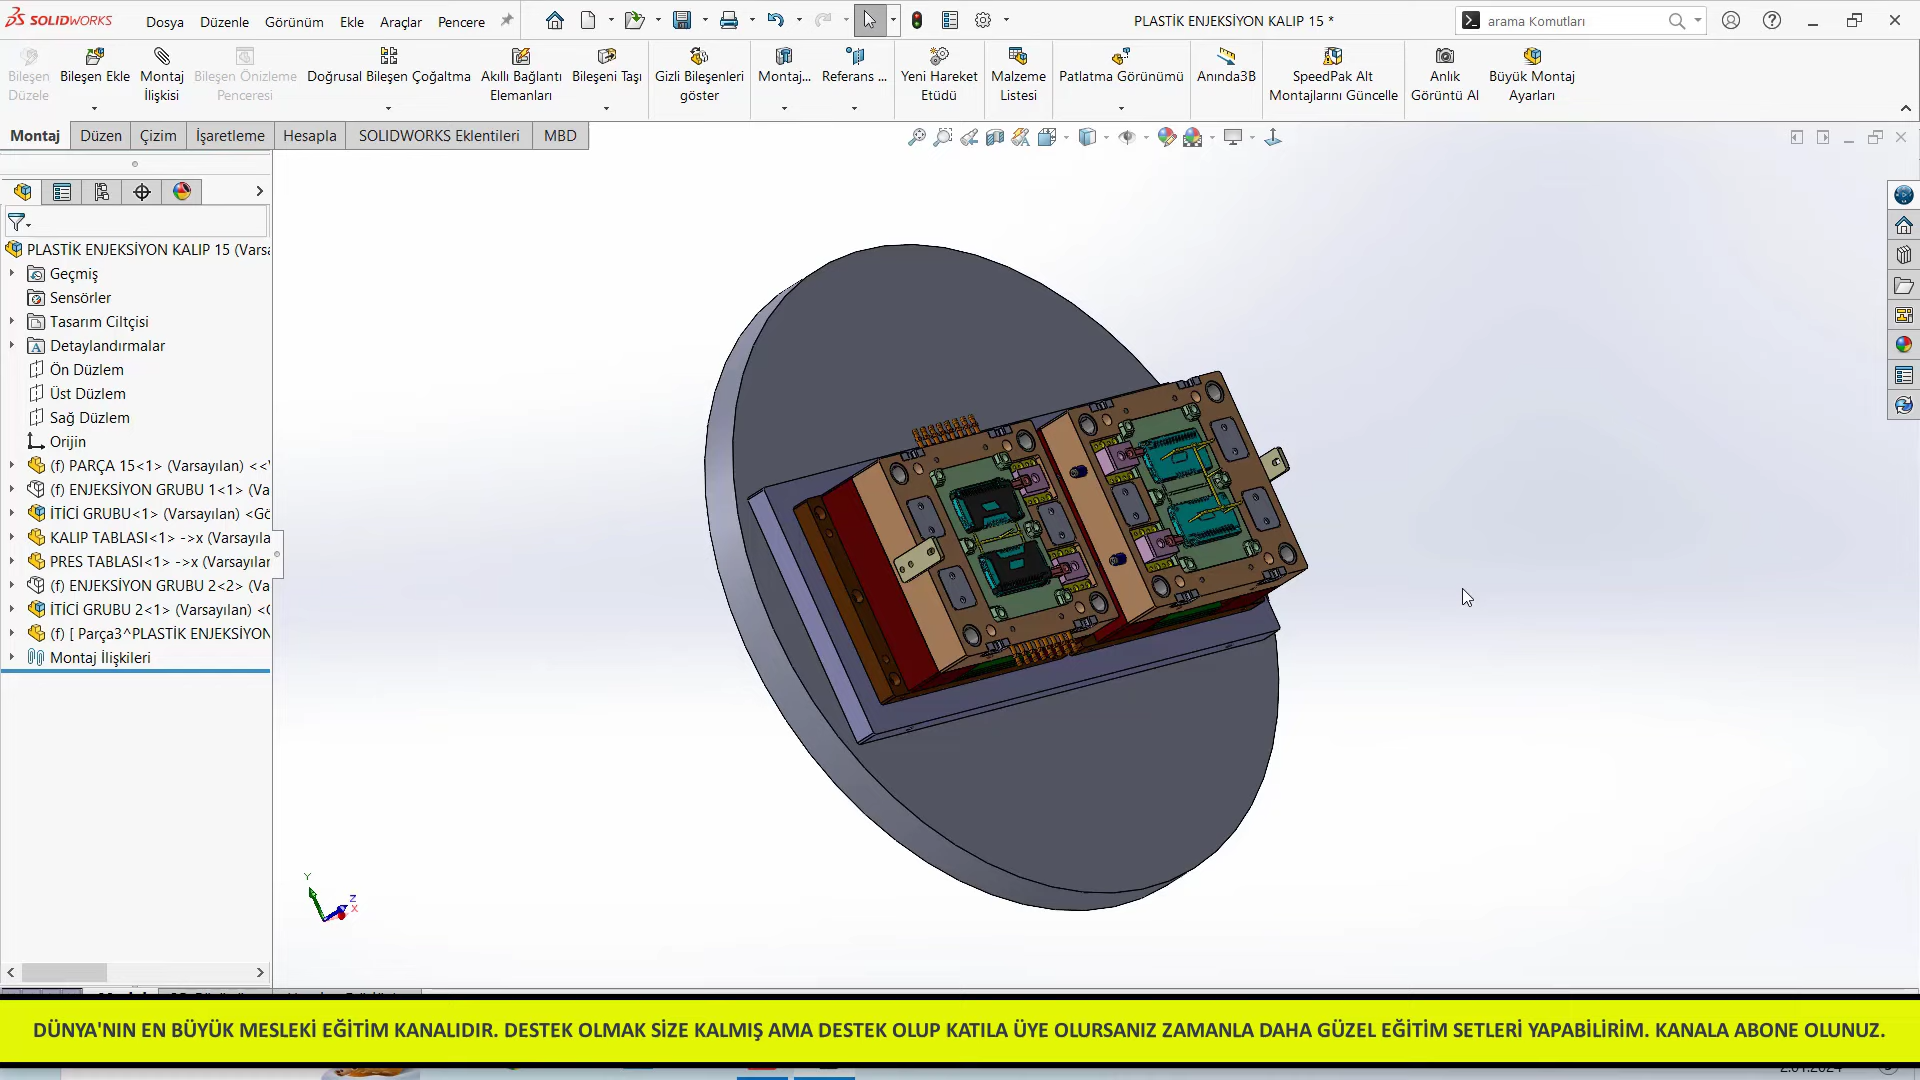 SOLIDWORKS
Dosya Düzenle Görünüm Ekle Araçlar Pencere
PLASTİK ENJEKSİYON KALIP 15 *
arama Komutları
Bileşen Düzele
Bileşen Ekle
Montaj İlişkisi
Bileşen Önizleme Penceresi
Doğrusal Bileşen Çoğaltma
Akıllı Bağlantı Elemanları
Bileşeni Taşı
Gizli Bileşenleri göster
Montaj...
Referans ...
Yeni Hareket Etüdü
Malzeme Listesi
Patlatma Görünümü
Anında3B
SpeedPak Alt Montajlarını Güncelle
Anlık Görüntü Al
Büyük Montaj Ayarları
Montaj Düzen Çizim İşaretleme Hesapla SOLIDWORKS Eklentileri MBD
PLASTİK ENJEKSİYON KALIP 15 (Varsa
Geçmiş
Sensörler
Tasarım Ciltçisi
Detaylandırmalar
Ön Düzlem
Üst Düzlem
Sağ Düzlem
Orijin
(f) PARÇA 15<1> (Varsayılan) <<V
(f) ENJEKSİYON GRUBU 1<1> (Va
İTİCİ GRUBU<1> (Varsayılan) <Gö
KALIP TABLASI<1> ->x (Varsayıla
PRES TABLASI<1> ->x (Varsayılar
(f) ENJEKSİYON GRUBU 2<2> (Va
İTİCİ GRUBU 2<1> (Varsayılan) <
(f) [ Parça3^PLASTİK ENJEKSİYON
Montaj İlişkileri
Y
Z
X
DÜNYA'NIN EN BÜYÜK MESLEKİ EĞİTİM KANALIDIR. DESTEK OLMAK SİZE KALMIŞ AMA DESTEK OLUP KATILA ÜYE OLURSANIZ ZAMANLA DAHA GÜZEL EĞİTİM SETLERİ YAPABİLİRİM. KANALA ABONE OLUNUZ.